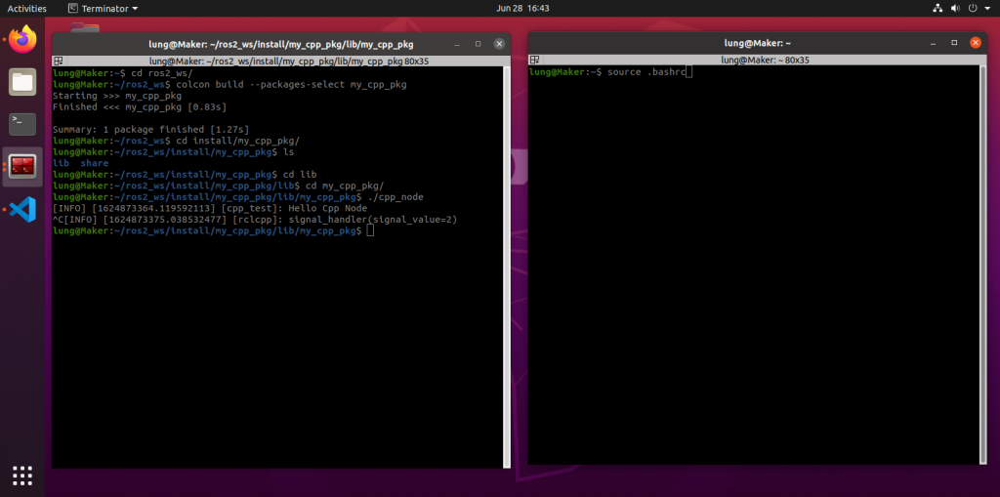 Activities
Terminator
Jun 28 16:43
lung@Maker: ~/ros2_ws/install/my_cpp_pkg/lib/my_cpp_pkg
lung@Maker: ~/ros2_ws/install/my_cpp_pkg/lib/my_cpp_pkg 80x35
lung@Maker:~$ cd ros2_ws/
lung@Maker:~/ros2_ws$ colcon build --packages-select my_cpp_pkg
Starting >>> my_cpp_pkg
Finished <<< my_cpp_pkg [0.83s]
Summary: 1 package finished [1.27s]
lung@Maker:~/ros2_ws$ cd install/my_cpp_pkg/
lung@Maker:~/ros2_ws/install/my_cpp_pkg$ ls
lib share
lung@Maker:~/ros2_ws/install/my_cpp_pkg$ cd lib
lung@Maker:~/ros2_ws/install/my_cpp_pkg/lib$ cd my_cpp_pkg/
lung@Maker:~/ros2_ws/install/my_cpp_pkg/lib/my_cpp_pkg$ ./cpp_node
[INFO] [1624873364.119592113] [cpp_test]: Hello Cpp Node
^C[INFO] [1624873375.038532477] [rclcpp]: signal_handler(signal_value=2)
lung@Maker:~/ros2_ws/install/my_cpp_pkg/lib/my_cpp_pkg$
lung@Maker: ~
lung@Maker: ~ 80x35
lung@Maker:~$ source .bashrc